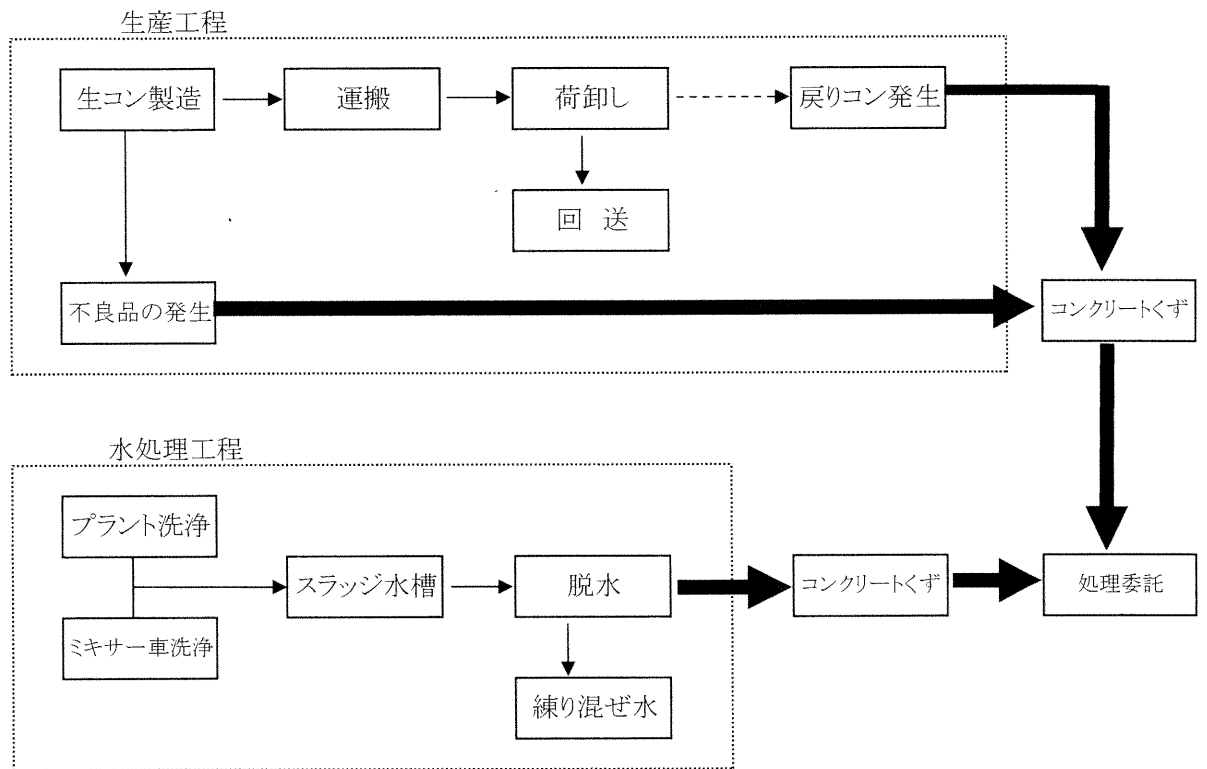 生産工程
生コン製造
運搬
荷卸し
戻りコン発生
回 送
不良品の発生
コンクリートくず
水処理工程
プラント洗浄
スラッジ水槽
脱水
コンクリートくず
処理委託
ミキサー車洗浄
練り混ぜ水